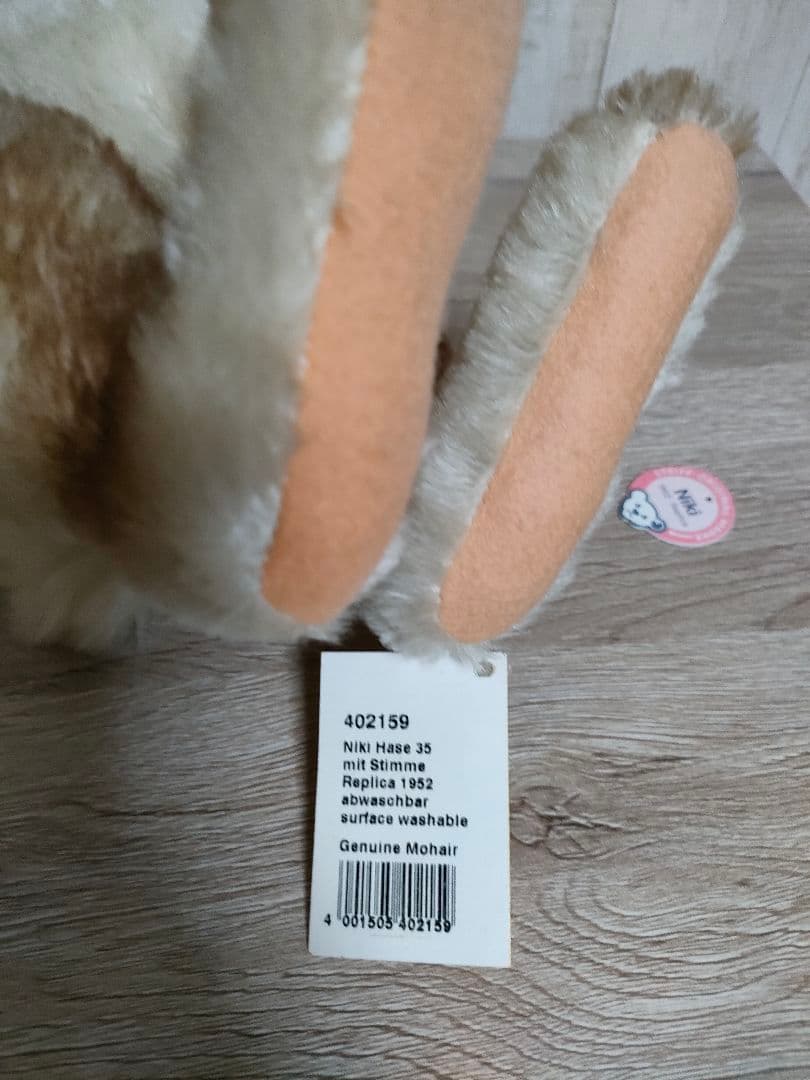 Niki
402159
Niki Hase 35
mit Stimme
Replica 1952
abwaschbar
surface washable
Genuine Mohair
4 001505 402159